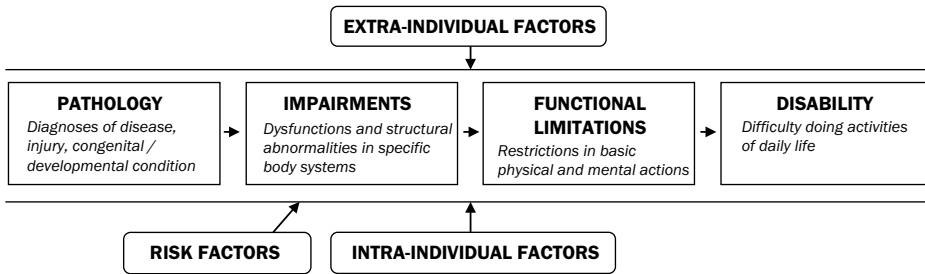 EXTRA-INDIVIDUAL FACTORS
PATHOLOGY
Diagnoses of disease,
injury, congenital /
developmental condition
IMPAIRMENTS
Dysfunctions and structural
abnormalities in specific
body systems
FUNCTIONAL
LIMITATIONS
Restrictions in basic
physical and mental actions
DISABILITY
Difficulty doing activities
of daily life
RISK FACTORS
INTRA-INDIVIDUAL FACTORS